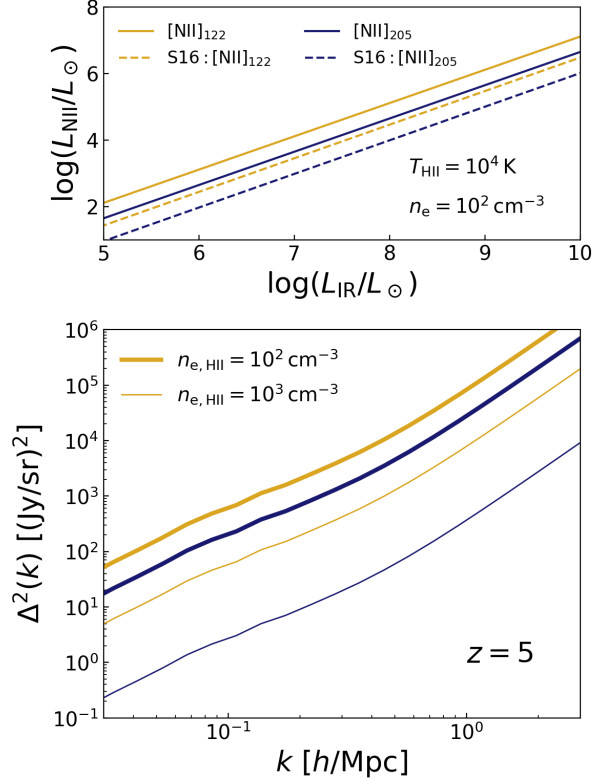 8
6
4
2
log(L_NII/L_⊙)
[NII]_122
[NII]_205
S16 : [NII]_122
S16 : [NII]_205
T_HII = 10^4 K
n_e = 10^2 cm^−3
5
6
7
8
9
10
log(L_IR/L_⊙)
10^6
10^5
10^4
10^3
10^2
10^1
10^0
10^−1
Δ^2(k) [(Jy/sr)^2]
n_e, HII = 10^2 cm^−3
n_e, HII = 10^3 cm^−3
z = 5
10^−1
10^0
k [h/Mpc]